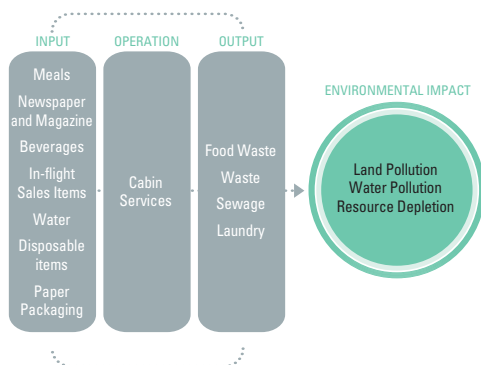 INPUT
OPERATION
OUTPUT
Meals
Newspaper
and Magazine
Beverages
In-flight
Sales Items
Water
Disposable
items
Paper
Packaging
Cabin
Services
Food Waste
Waste
Sewage
Laundry
ENVIRONMENTAL IMPACT
Land Pollution
Water Pollution
Resource Depletion